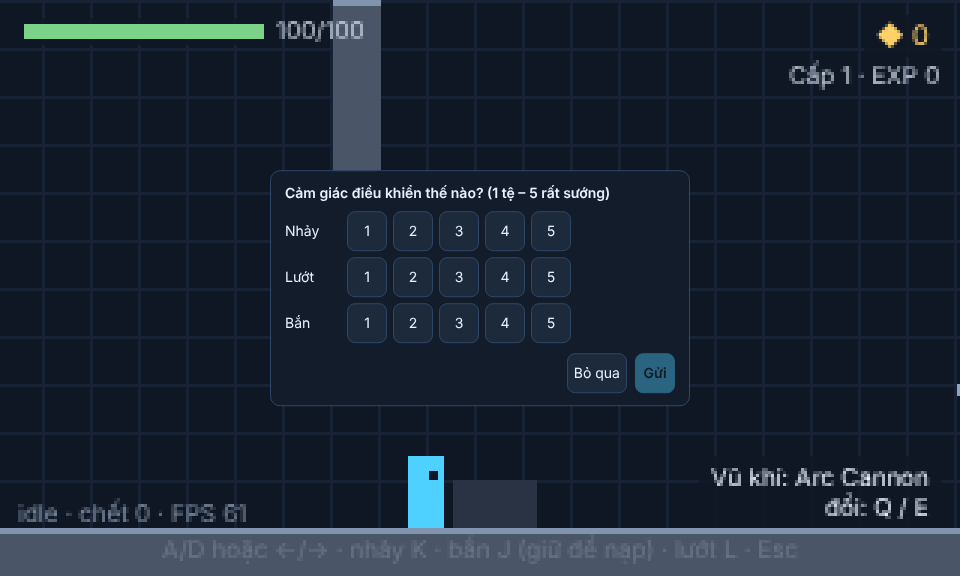 100/100
0
Cấp 1 · EXP 0
Cảm giác điều khiển thế nào? (1 tệ – 5 rất sướng)
Nhảy 1 2 3 4 5
Lướt 1 2 3 4 5
Bắn 1 2 3 4 5
Bỏ qua Gửi
Vũ khí: Arc Cannon
đổi: Q / E
idle · chết 0 · FPS 61
A/D hoặc ←/→ · nhảy K · bắn J (giữ để nạp) · lướt L · Esc